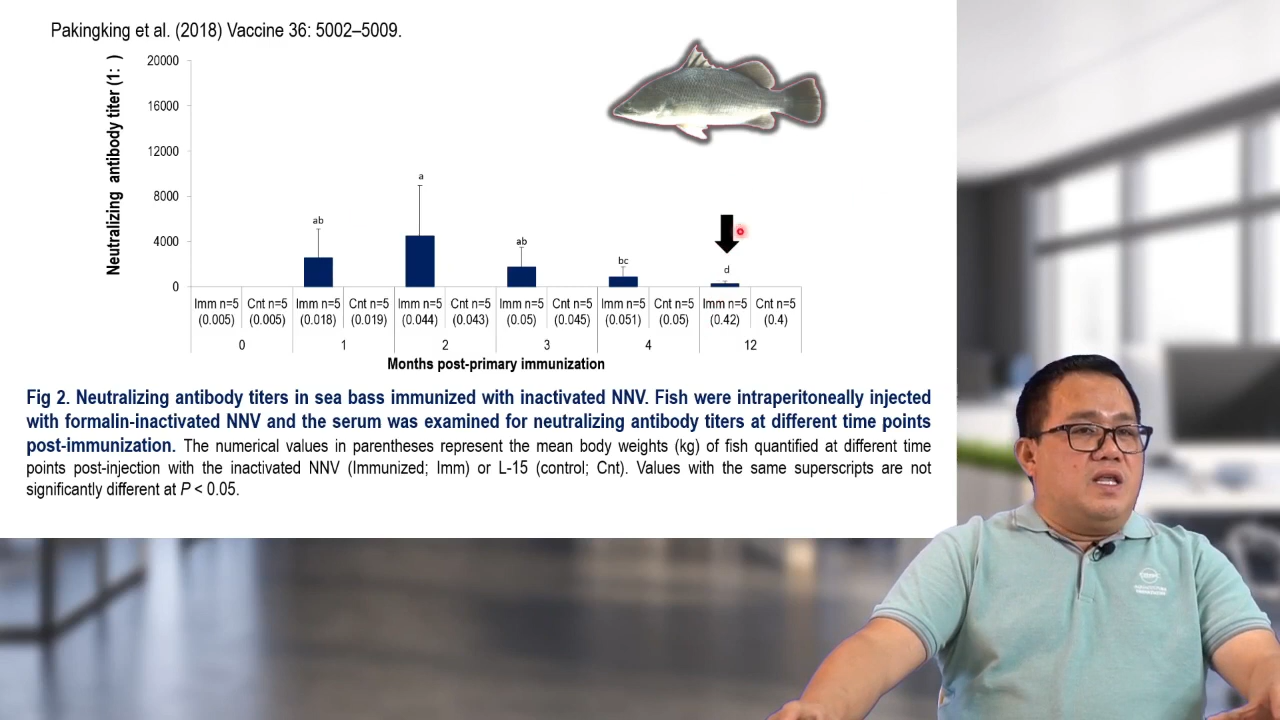 Pakingking et al. (2018) Vaccine 36: 5002–5009.
Neutralizing antibody titer (1: )
20000
16000
12000
8000
4000
0
ab
a
ab
bc
d
Imm n=5 Cnt n=5 Imm n=5 Cnt n=5 Imm n=5 Cnt n=5 Imm n=5 Cnt n=5 Imm n=5 Cnt n=5 Imm n=5 Cnt n=5
(0.005) (0.005) (0.018) (0.019) (0.044) (0.043) (0.05) (0.045) (0.051) (0.05) (0.42) (0.4)
0 1 2 3 4 12
Months post-primary immunization
Fig 2. Neutralizing antibody titers in sea bass immunized with inactivated NNV. Fish were intraperitoneally injected
with formalin-inactivated NNV and the serum was examined for neutralizing antibody titers at different time points
post-immunization. The numerical values in parentheses represent the mean body weights (kg) of fish quantified at different time
points post-injection with the inactivated NNV (Immunized; Imm) or L-15 (control; Cnt). Values with the same superscripts are not
significantly different at P < 0.05.